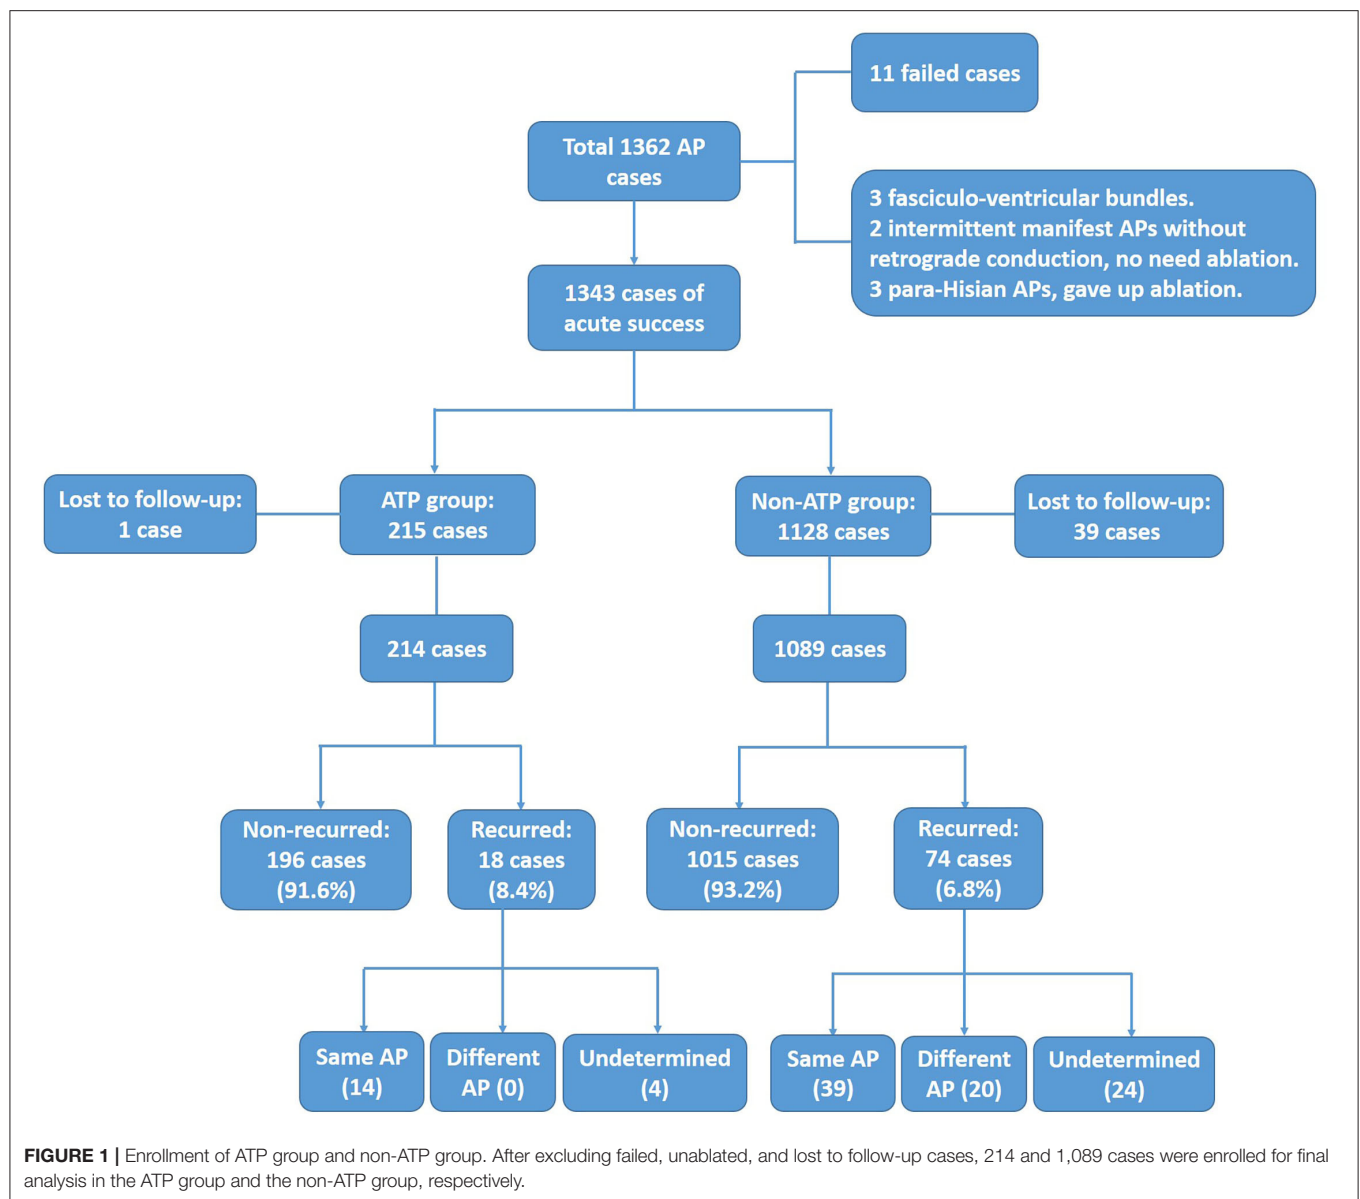 11 failed cases
Total 1362 AP
cases
3 fasciculo-ventricular bundles.
2 intermittent manifest APs without
retrograde conduction, no need ablation.
3 para-Hisian APs, gave up ablation.
1343 cases of
acute success
Lost to follow-up:
1 case
ATP group:
215 cases
Non-ATP group:
1128 cases
Lost to follow-up:
39 cases
214 cases
1089 cases
Non-recurred:
196 cases
(91.6%)
Recurred:
18 cases
(8.4%)
Non-recurred:
1015 cases
(93.2%)
Recurred:
74 cases
(6.8%)
Same AP
(14)
Different
AP (0)
Undetermined
(4)
Same AP
(39)
Different
AP (20)
Undetermined
(24)
FIGURE 1 | Enrollment of ATP group and non-ATP group. After excluding failed, unablated, and lost to follow-up cases, 214 and 1,089 cases were enrolled for final
analysis in the ATP group and the non-ATP group, respectively.